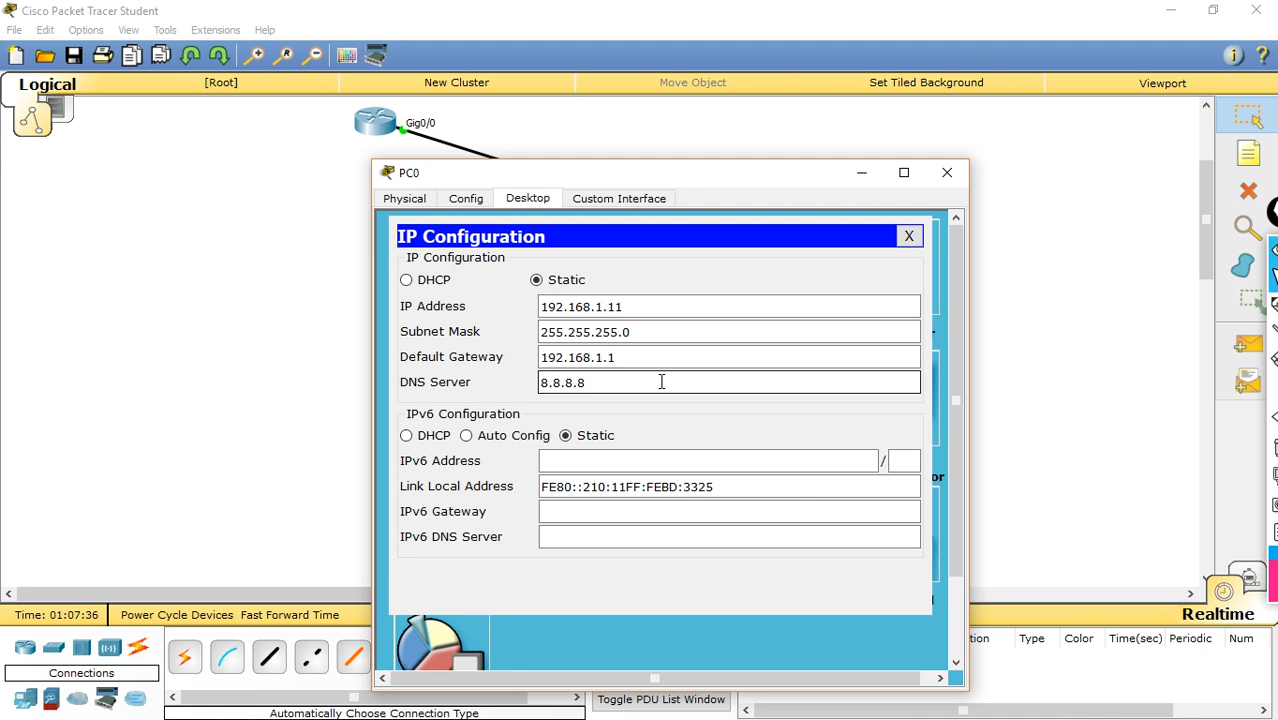 Cisco Packet Tracer Student
File Edit Options View Tools Extensions Help
Logical [Root] New Cluster Move Object Set Tiled Background Viewport
Gig0/0
PC0
Physical Config Desktop Custom Interface
IP Configuration X
IP Configuration
DHCP Static
IP Address 192.168.1.11
Subnet Mask 255.255.255.0
Default Gateway 192.168.1.1
DNS Server 8.8.8.8
IPv6 Configuration
DHCP Auto Config Static
IPv6 Address /
Link Local Address FE80::210:11FF:FEBD:3325
IPv6 Gateway
IPv6 DNS Server
Time: 01:07:36 Power Cycle Devices Fast Forward Time Realtime
Type Color Time(sec) Periodic Num
Connections
Toggle PDU List Window
Automatically Choose Connection Type